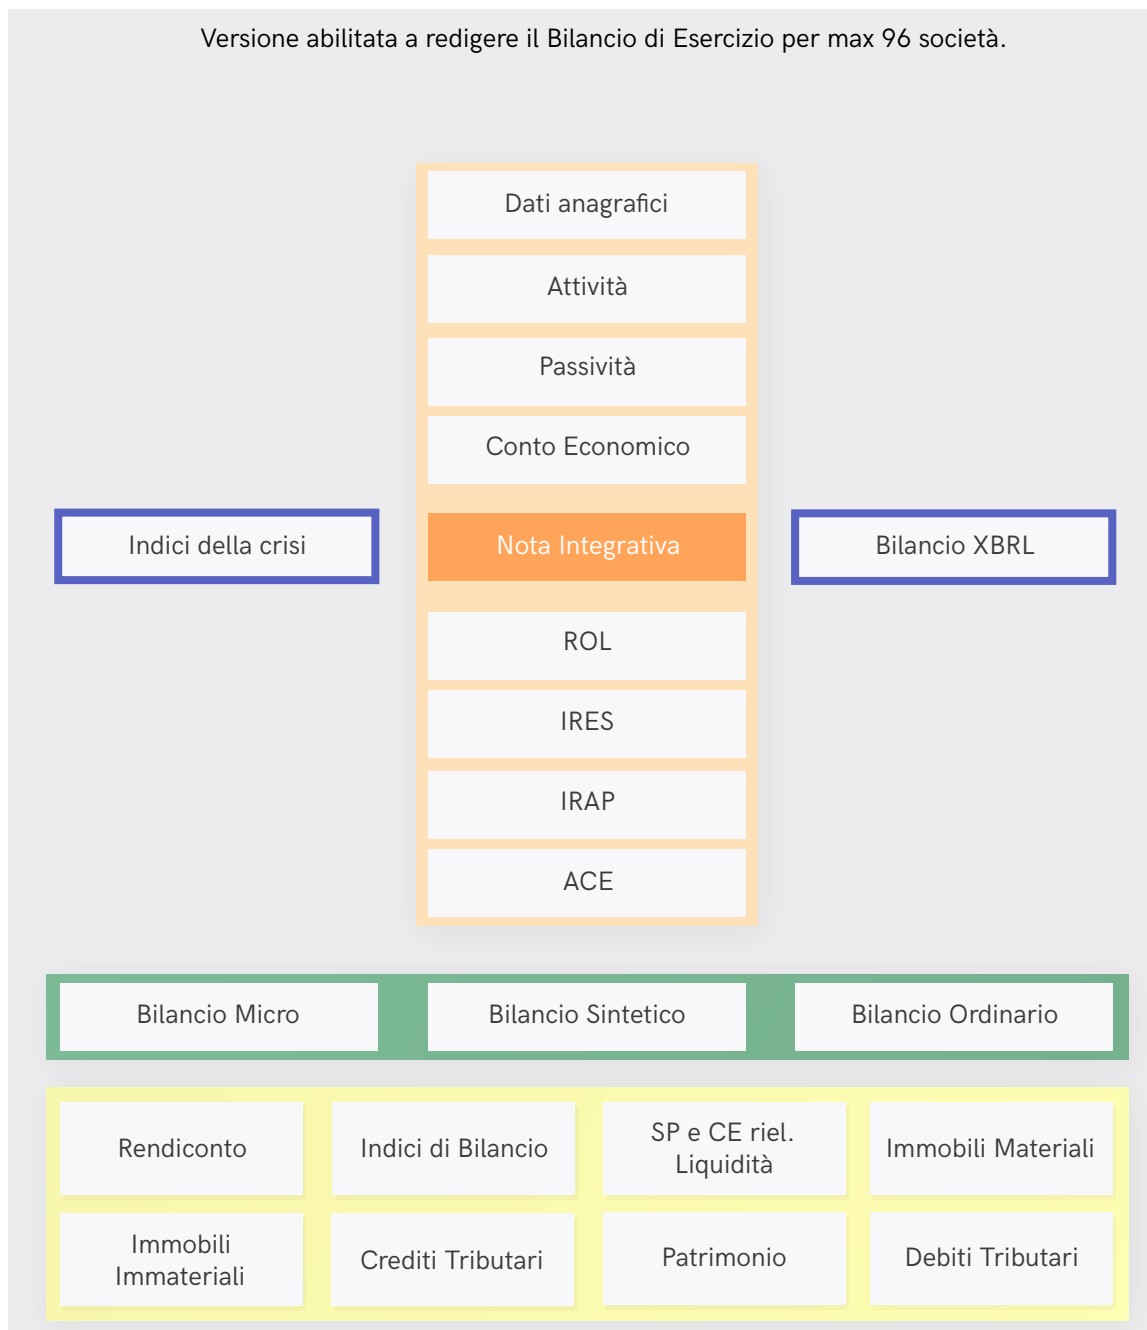 Versione abilitata a redigere il Bilancio di Esercizio per max 96 società.
Dati anagrafici
Attività
Passività
Conto Economico
Indici della crisi
Nota Integrativa
Bilancio XBRL
ROL
IRES
IRAP
ACE
Bilancio Micro
Bilancio Sintetico
Bilancio Ordinario
Rendiconto
Indici di Bilancio
SP e CE riel.
Liquidità
Immobili Materiali
Immobili
Immateriali
Crediti Tributari
Patrimonio
Debiti Tributari